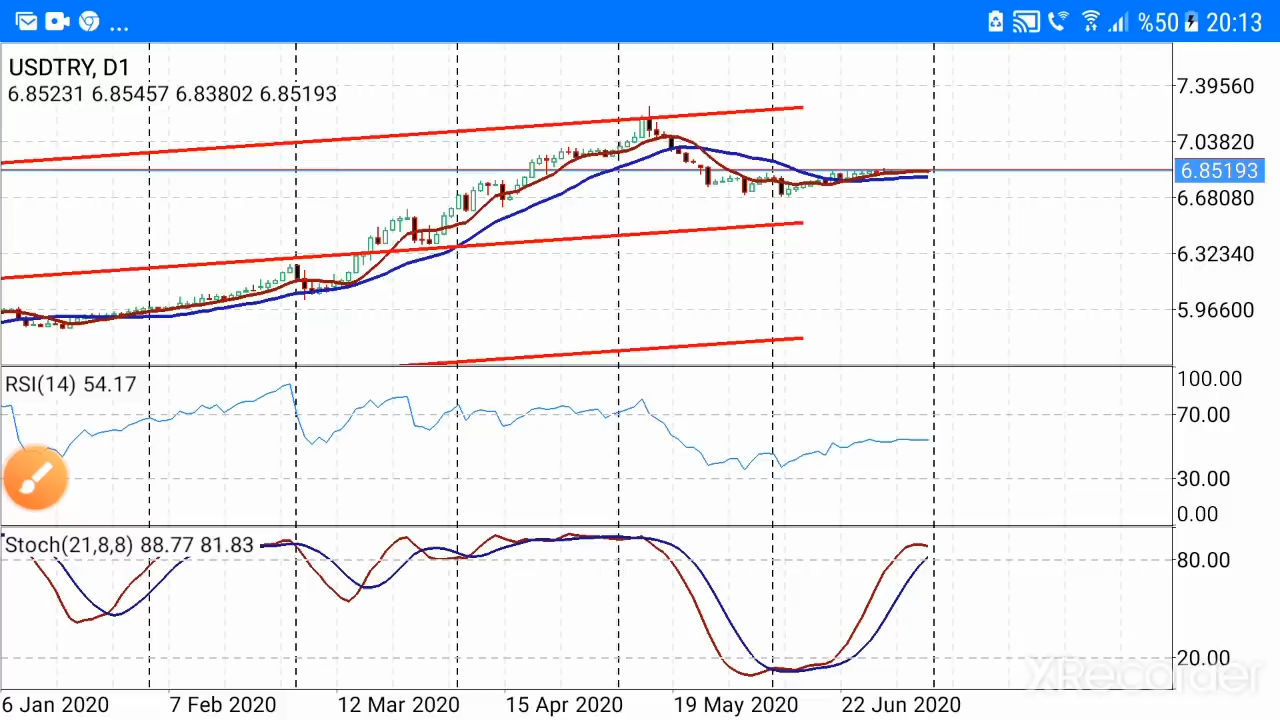 ... %50 20:13
USDTRY, D1
6.85231 6.85457 6.83802 6.85193
7.39560
7.03820
6.85193
6.68080
6.32340
5.96600
RSI(14) 54.17
100.00
70.00
30.00
0.00
Stoch(21,8,8) 88.77 81.83
80.00
20.00
XRecorder
6 Jan 2020 7 Feb 2020 12 Mar 2020 15 Apr 2020 19 May 2020 22 Jun 2020